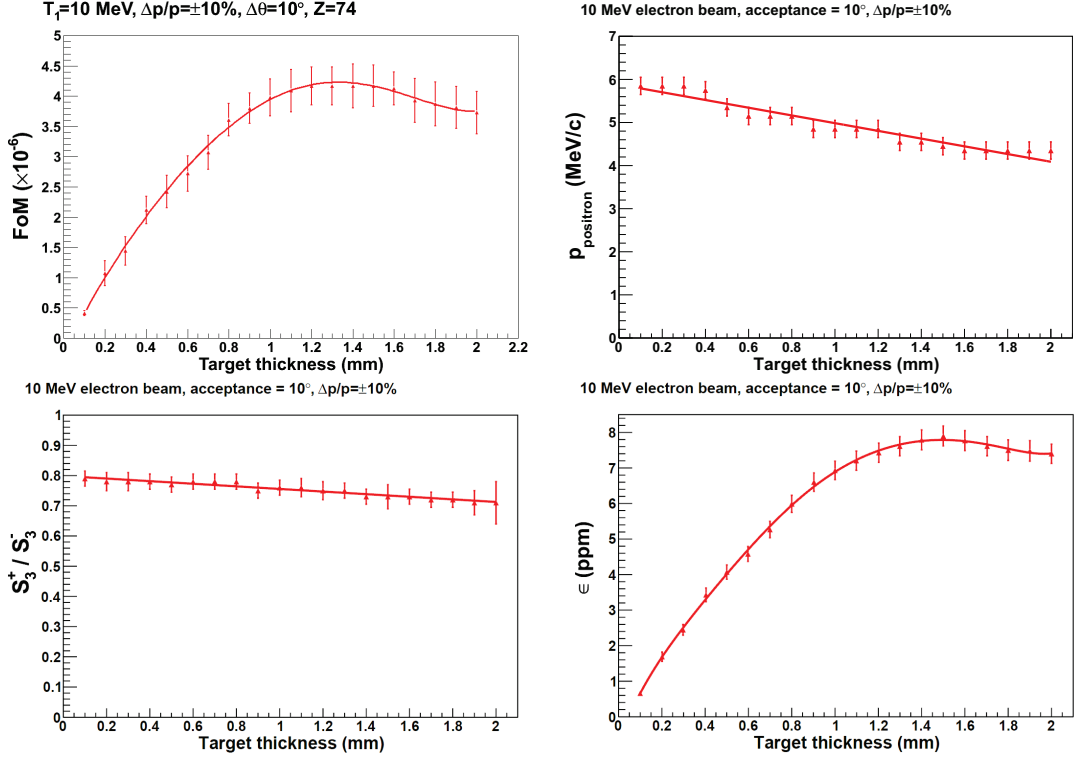 T₁=10 MeV, Δp/p=±10%, Δθ=10°, Z=74
5
4.5
4
3.5
3
2.5
2
1.5
1
0.5
0
FoM (×10⁻⁶)
0 0.2 0.4 0.6 0.8 1 1.2 1.4 1.6 1.8 2 2.2
Target thickness (mm)
10 MeV electron beam, acceptance = 10°, Δp/p=±10%
7
6
5
4
3
2
1
0
p_positron (MeV/c)
0 0.2 0.4 0.6 0.8 1 1.2 1.4 1.6 1.8 2
Target thickness (mm)
10 MeV electron beam, acceptance = 10°, Δp/p=±10%
1
0.9
0.8
0.7
0.6
0.5
0.4
0.3
0.2
0.1
0
S₃⁺ / S₃⁻
0 0.2 0.4 0.6 0.8 1 1.2 1.4 1.6 1.8 2
Target thickness (mm)
10 MeV electron beam, acceptance = 10°, Δp/p=±10%
8
7
6
5
4
3
2
1
0
ϵ (ppm)
0 0.2 0.4 0.6 0.8 1 1.2 1.4 1.6 1.8 2
Target thickness (mm)